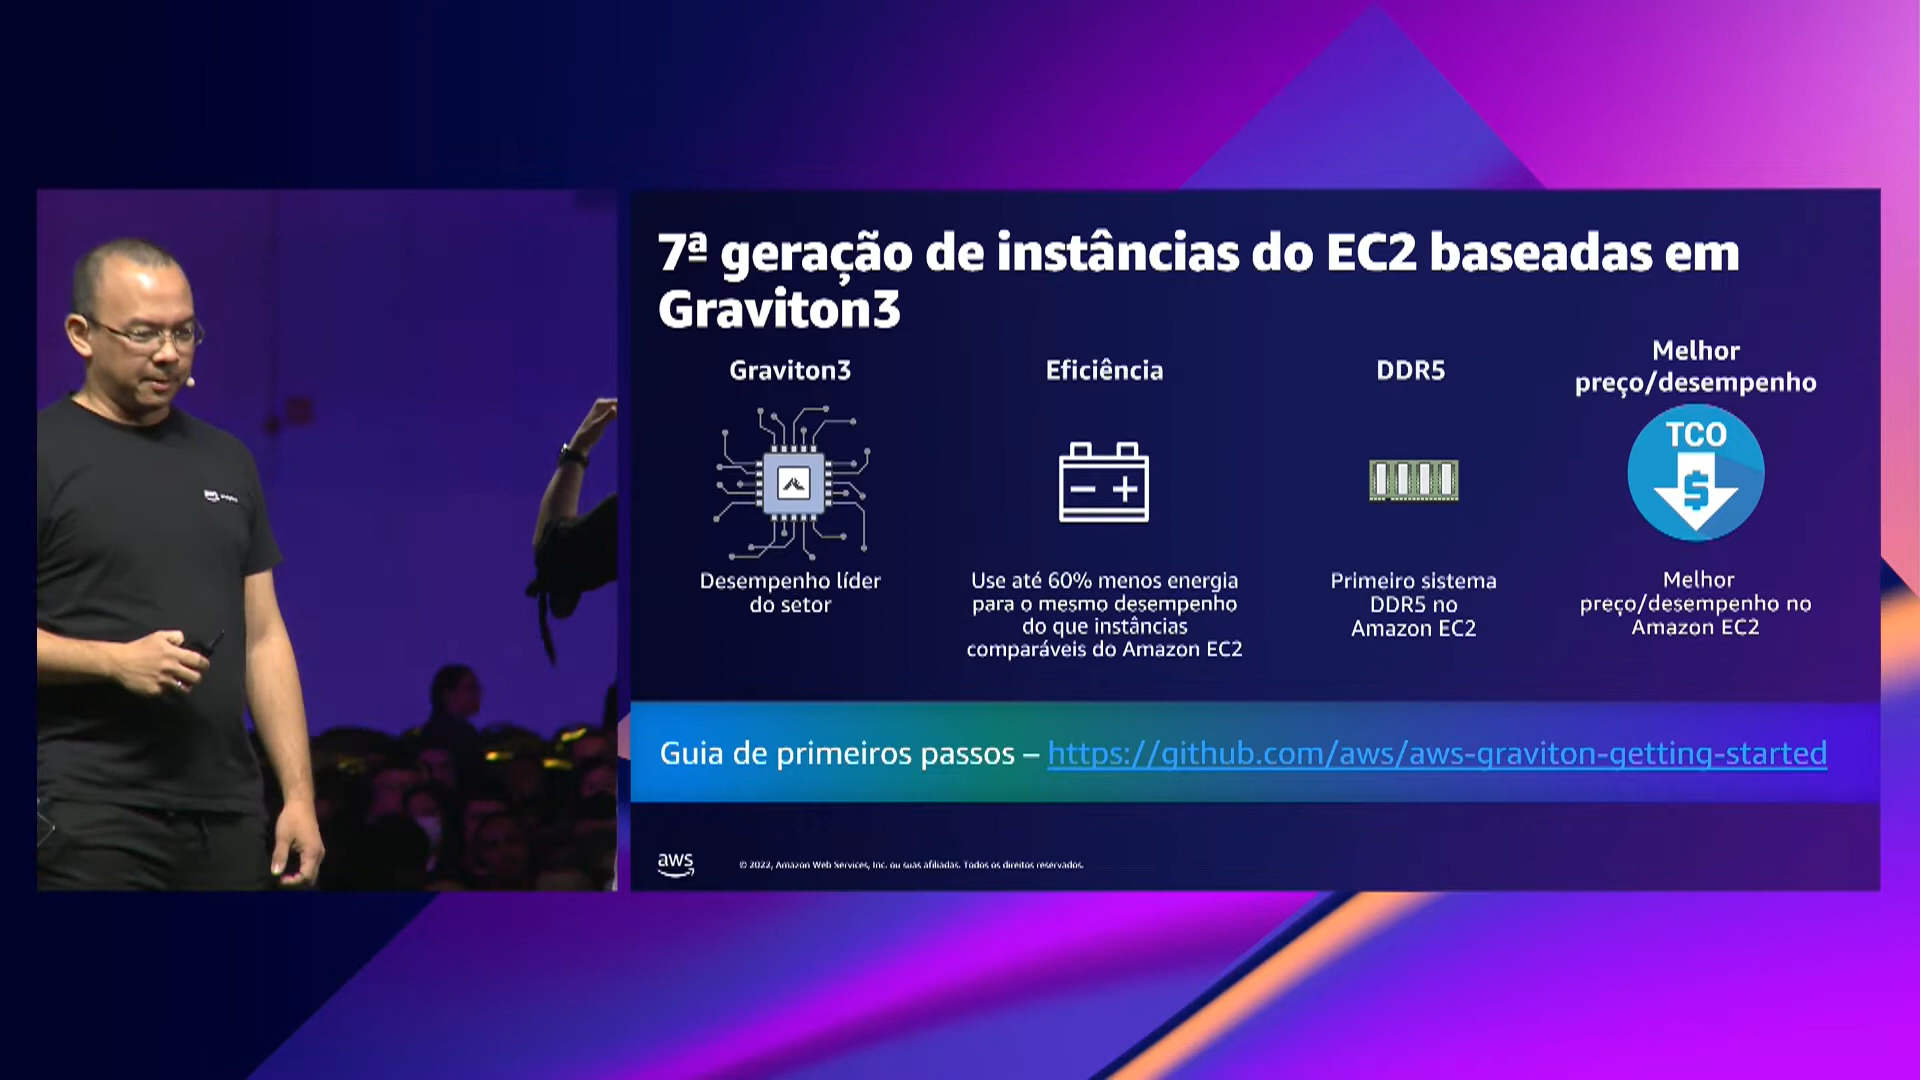 7ª geração de instâncias do EC2 baseadas em
Graviton3
Graviton3
Desempenho líder
do setor
Eficiência
Use até 60% menos energia
para o mesmo desempenho
do que instâncias
comparáveis do Amazon EC2
DDR5
Primeiro sistema
DDR5 no
Amazon EC2
Melhor
preço/desempenho
TCO
$
Melhor
preço/desempenho no
Amazon EC2
Guia de primeiros passos – https://github.com/aws/aws-graviton-getting-started
aws
© 2022, Amazon Web Services, Inc. ou suas afiliadas. Todos os direitos reservados.